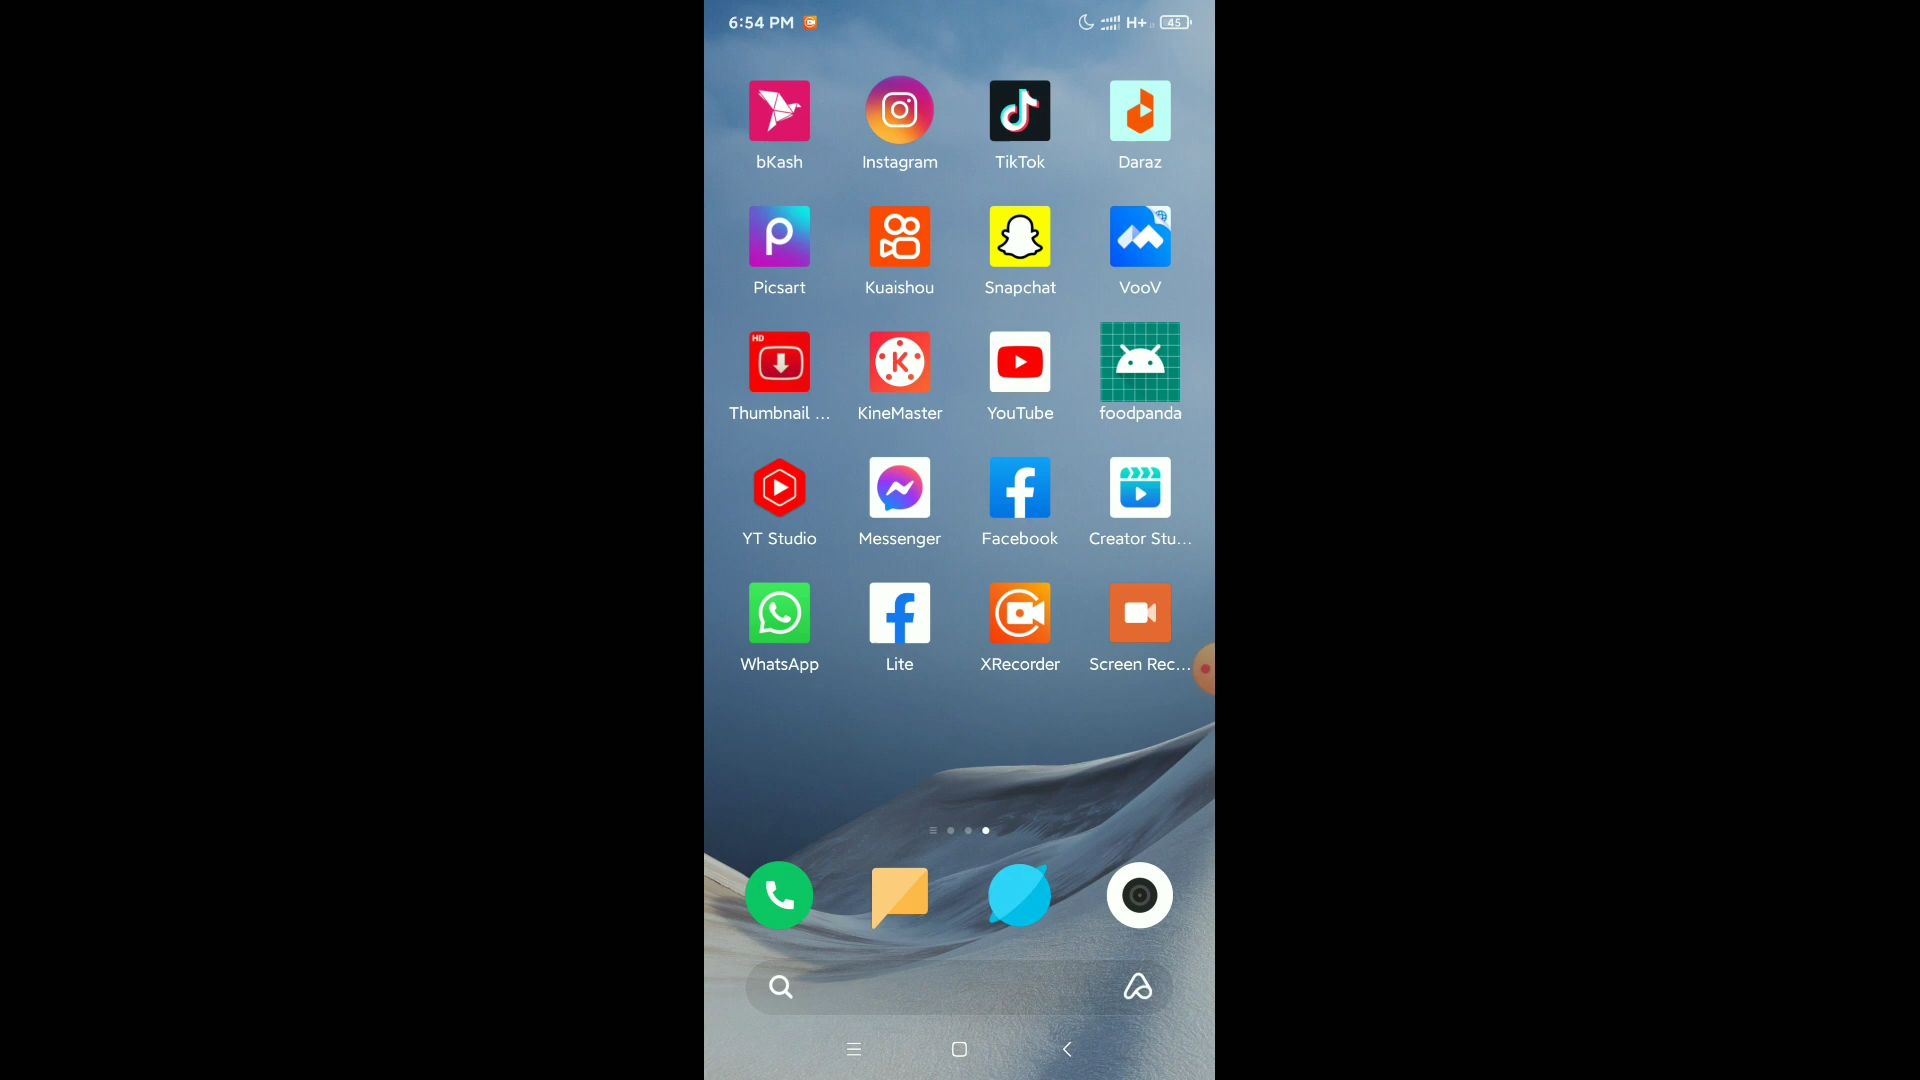 6:54 PM H+ 45
bKash Instagram TikTok Daraz
Picsart Kuaishou Snapchat VooV
HD
Thumbnail ... KineMaster YouTube foodpanda
YT Studio Messenger Facebook Creator Stu...
WhatsApp Lite XRecorder Screen Rec...